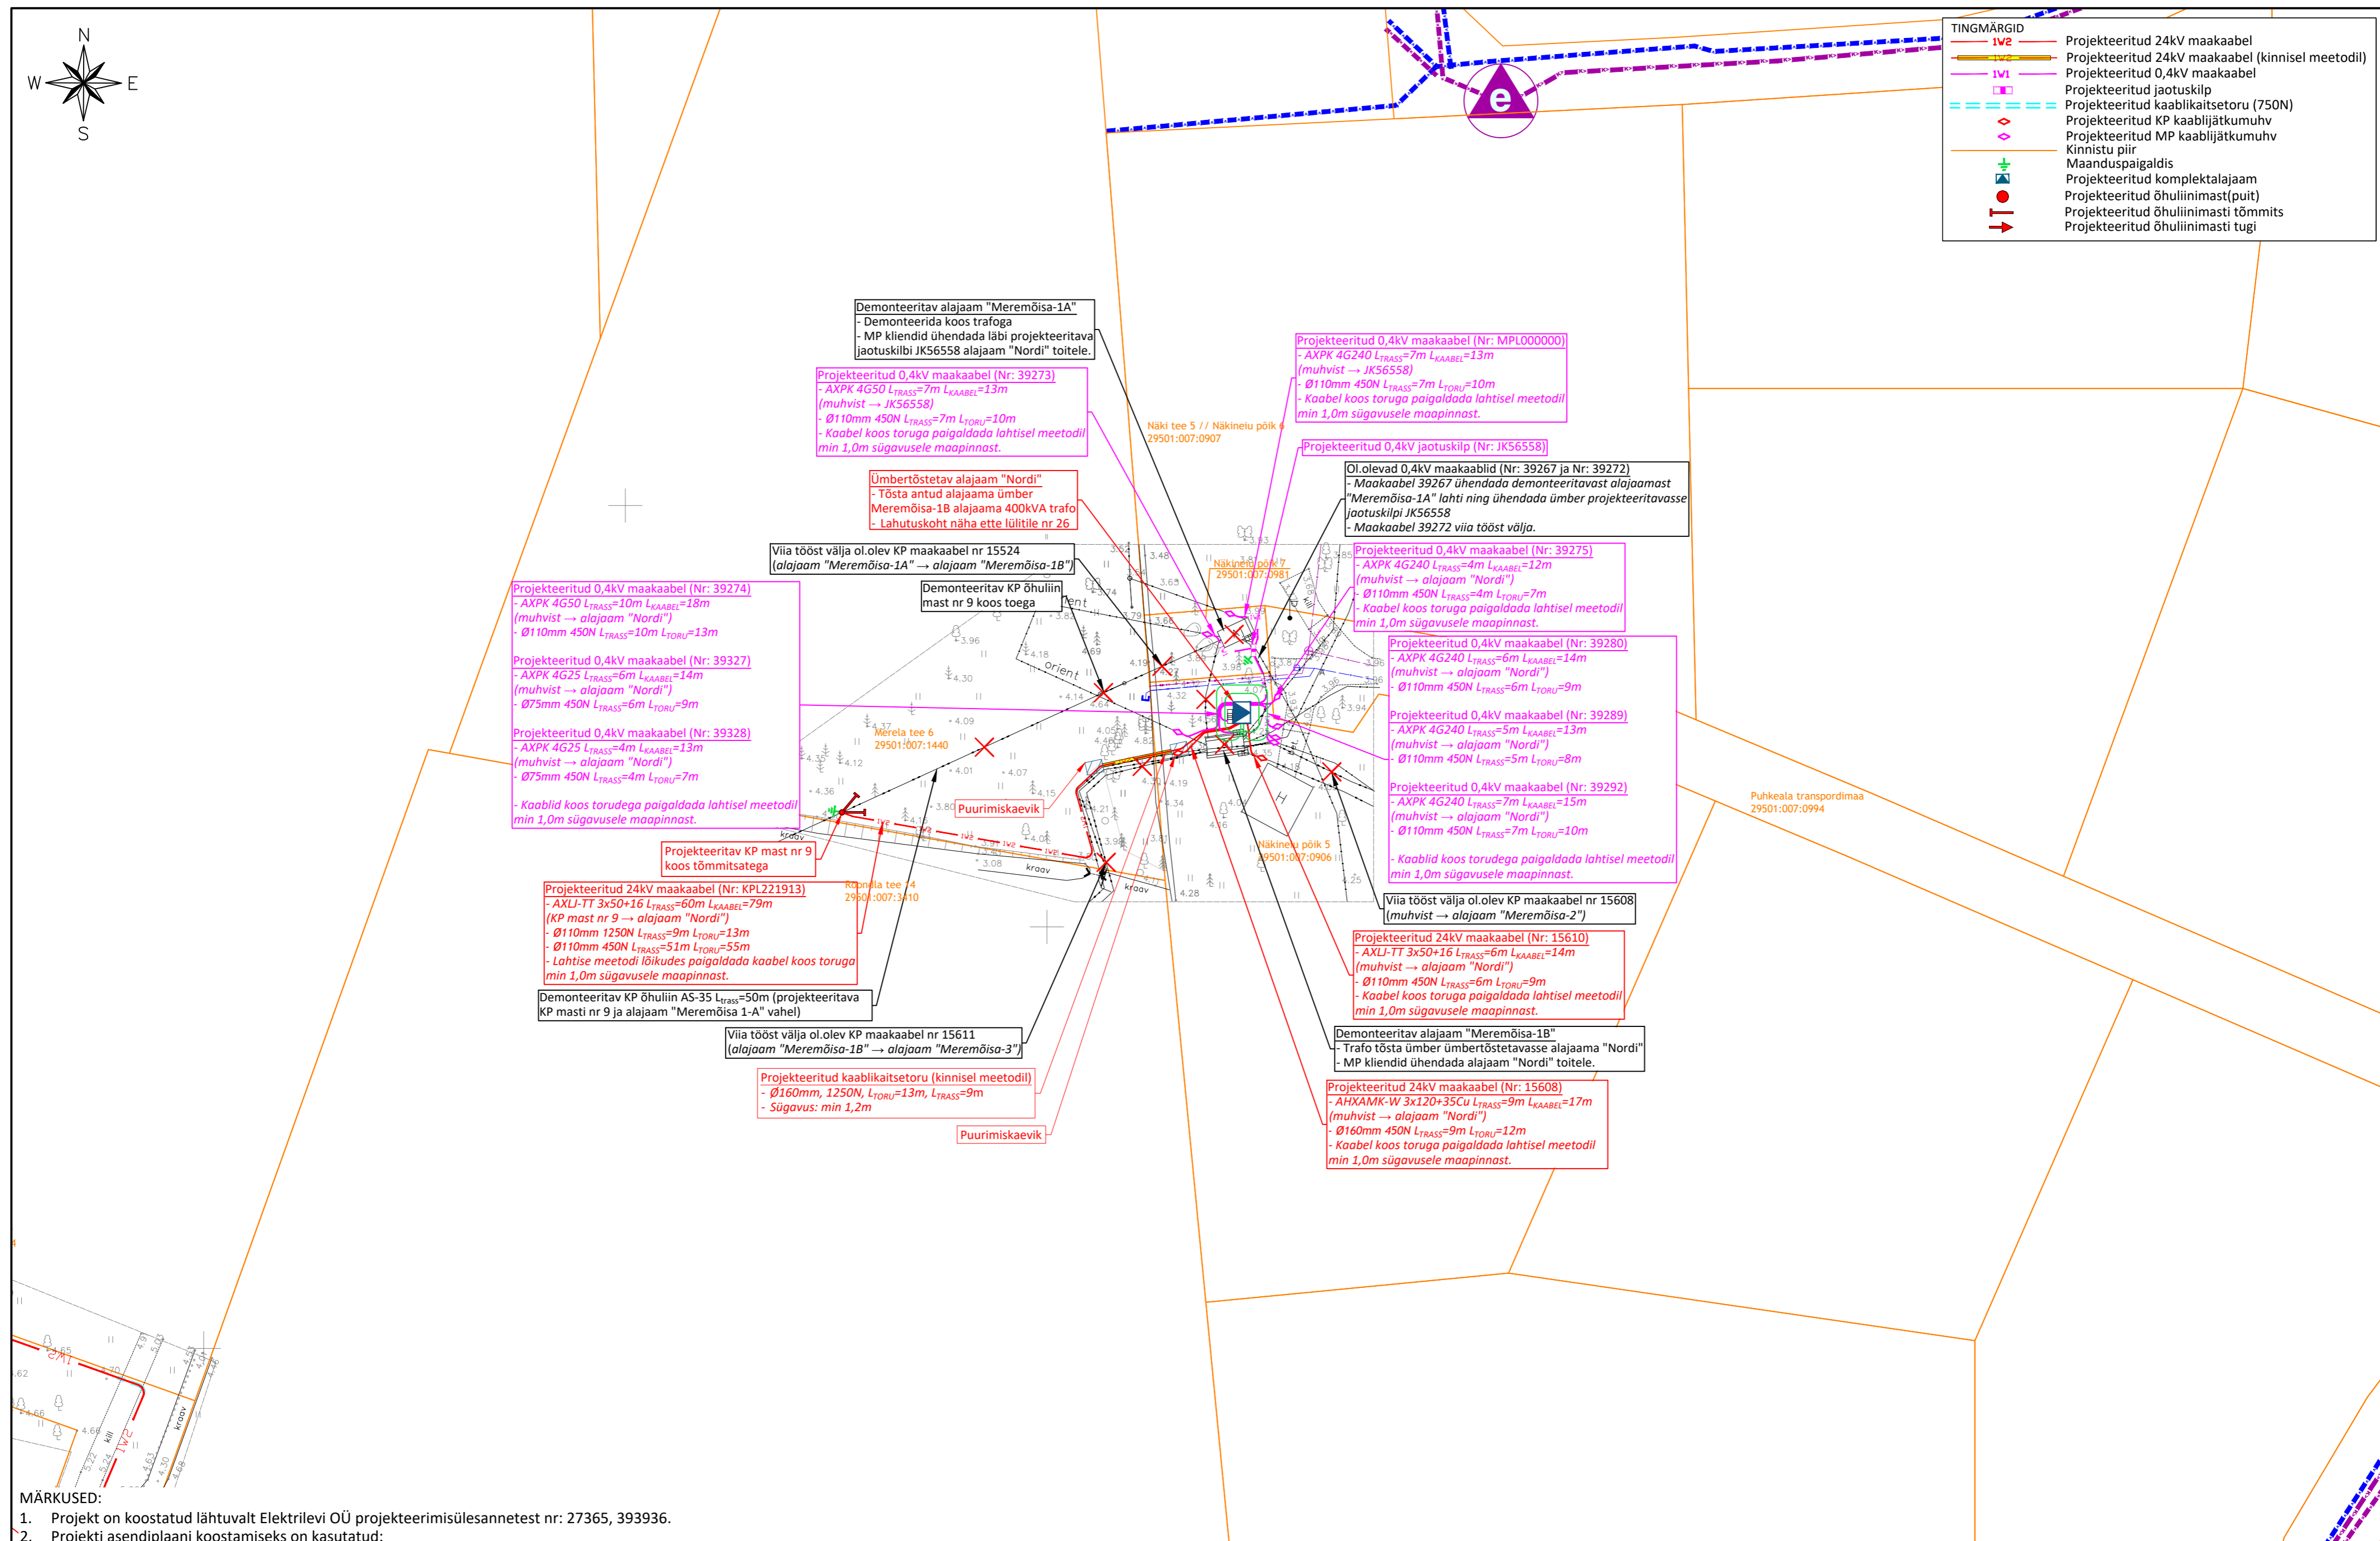 N
W
E
S
TINGMÄRGID
1W2 Projekteeritud 24kV maakaabel
1W2 Projekteeritud 24kV maakaabel (kinnisel meetodil)
1W1 Projekteeritud 0,4kV maakaabel
Projekteeritud jaotuskilp
Projekteeritud kaablikaitsetoru (750N)
Projekteeritud KP kaablijätkumuhv
Projekteeritud MP kaablijätkumuhv
Kinnistu piir
Maanduspaigaldis
Projekteeritud komplektalajaam
Projekteeritud õhuliinimast(puit)
Projekteeritud õhuliinimasti tõmmits
Projekteeritud õhuliinimasti tugi
e
Demonteeritav alajaam "Meremõisa-1A"
- Demonteerida koos trafoga
- MP kliendid ühendada läbi projekteeritava
jaotuskilbi JK56558 alajaam "Nordi" toitele.
Projekteeritud 0,4kV maakaabel (Nr: 39273)
- AXPK 4G50 LTRASS=7m LKAABEL=13m
(muhvist → JK56558)
- Ø110mm 450N LTRASS=7m LTORU=10m
- Kaabel koos toruga paigaldada lahtisel meetodil
min 1,0m sügavusele maapinnast.
Projekteeritud 0,4kV maakaabel (Nr: MPL000000)
- AXPK 4G240 LTRASS=7m LKAABEL=13m
(muhvist → JK56558)
- Ø110mm 450N LTRASS=7m LTORU=10m
- Kaabel koos toruga paigaldada lahtisel meetodil
min 1,0m sügavusele maapinnast.
Näki tee 5 // Näkineiu põik 6
29501:007:0907
Projekteeritud 0,4kV jaotuskilp (Nr: JK56558)
Ümbertõstetav alajaam "Nordi"
- Tõsta antud alajaama ümber
Meremõisa-1B alajaama 400kVA trafo
- Lahutuskoht näha ette lülitile nr 26
Ol.olevad 0,4kV maakaablid (Nr: 39267 ja Nr: 39272)
- Maakaabel 39267 ühendada demonteeritavast alajaamast
"Meremõisa-1A" lahti ning ühendada ümber projekteeritavasse
jaotuskilpi JK56558
- Maakaabel 39272 viia tööst välja.
Viia tööst välja ol.olev KP maakaabel nr 15524
(alajaam "Meremõisa-1A" → alajaam "Meremõisa-1B")
Demonteeritav KP õhuliin
mast nr 9 koos toega
Näkineiu põik 7
29501:007:0981
Projekteeritud 0,4kV maakaabel (Nr: 39275)
- AXPK 4G240 LTRASS=4m LKAABEL=12m
(muhvist → alajaam "Nordi")
- Ø110mm 450N LTRASS=4m LTORU=7m
- Kaabel koos toruga paigaldada lahtisel meetodil
min 1,0m sügavusele maapinnast.
Projekteeritud 0,4kV maakaabel (Nr: 39274)
- AXPK 4G50 LTRASS=10m LKAABEL=18m
(muhvist → alajaam "Nordi")
- Ø110mm 450N LTRASS=10m LTORU=13m
Projekteeritud 0,4kV maakaabel (Nr: 39327)
- AXPK 4G25 LTRASS=6m LKAABEL=14m
(muhvist → alajaam "Nordi")
- Ø75mm 450N LTRASS=6m LTORU=9m
Projekteeritud 0,4kV maakaabel (Nr: 39328)
- AXPK 4G25 LTRASS=4m LKAABEL=13m
(muhvist → alajaam "Nordi")
- Ø75mm 450N LTRASS=4m LTORU=7m
- Kaablid koos torudega paigaldada lahtisel meetodil
min 1,0m sügavusele maapinnast.
Projekteeritud 0,4kV maakaabel (Nr: 39280)
- AXPK 4G240 LTRASS=6m LKAABEL=14m
(muhvist → alajaam "Nordi")
- Ø110mm 450N LTRASS=6m LTORU=9m
Projekteeritud 0,4kV maakaabel (Nr: 39289)
- AXPK 4G240 LTRASS=5m LKAABEL=13m
(muhvist → alajaam "Nordi")
- Ø110mm 450N LTRASS=5m LTORU=8m
Projekteeritud 0,4kV maakaabel (Nr: 39292)
- AXPK 4G240 LTRASS=7m LKAABEL=15m
(muhvist → alajaam "Nordi")
- Ø110mm 450N LTRASS=7m LTORU=10m
- Kaablid koos torudega paigaldada lahtisel meetodil
min 1,0m sügavusele maapinnast.
orient
Merela tee 6
29501:007:1440
Puurimiskaevik
kraav
kraav
kraav
Projekteeritav KP mast nr 9
koos tõmmitsatega
Näkineiu põik 5
29501:007:0906
Puhkeala transpordimaa
29501:007:0994
29501:007:3410
Projekteeritud 24kV maakaabel (Nr: KPL221913)
- AXLJ-TT 3x50+16 LTRASS=60m LKAABEL=79m
(KP mast nr 9 → alajaam "Nordi")
- Ø110mm 1250N LTRASS=9m LTORU=13m
- Ø110mm 450N LTRASS=51m LTORU=55m
- Lahtise meetodi lõikudes paigaldada kaabel koos toruga
min 1,0m sügavusele maapinnast.
Viia tööst välja ol.olev KP maakaabel nr 15608
(muhvist → alajaam "Meremõisa-2")
Projekteeritud 24kV maakaabel (Nr: 15610)
- AXLJ-TT 3x50+16 LTRASS=6m LKAABEL=14m
(muhvist → alajaam "Nordi")
- Ø110mm 450N LTRASS=6m LTORU=9m
- Kaabel koos toruga paigaldada lahtisel meetodil
min 1,0m sügavusele maapinnast.
Demonteeritav KP õhuliin AS-35 Ltrass=50m (projekteeritava
KP masti nr 9 ja alajaam "Meremõisa 1-A" vahel)
Viia tööst välja ol.olev KP maakaabel nr 15611
(alajaam "Meremõisa-1B" → alajaam "Meremõisa-3")
Demonteeritav alajaam "Meremõisa-1B"
- Trafo tõsta ümber ümbertõstetavasse alajaama "Nordi"
- MP kliendid ühendada alajaam "Nordi" toitele.
Projekteeritud kaablikaitsetoru (kinnisel meetodil)
- Ø160mm, 1250N, LTORU=13m, LTRASS=9m
- Sügavus: min 1,2m
Puurimiskaevik
Projekteeritud 24kV maakaabel (Nr: 15608)
- AHXAMK-W 3x120+35Cu LTRASS=9m LKAABEL=17m
(muhvist → alajaam "Nordi")
- Ø160mm 450N LTRASS=9m LTORU=12m
- Kaabel koos toruga paigaldada lahtisel meetodil
min 1,0m sügavusele maapinnast.
1W2
1W2
kill
kraav
MÄRKUSED:
1. Projekt on koostatud lähtuvalt Elektrilevi OÜ projekteerimisülesannetest nr: 27365, 393936.
2. Projekti asendiplaani koostamiseks on kasutatud: